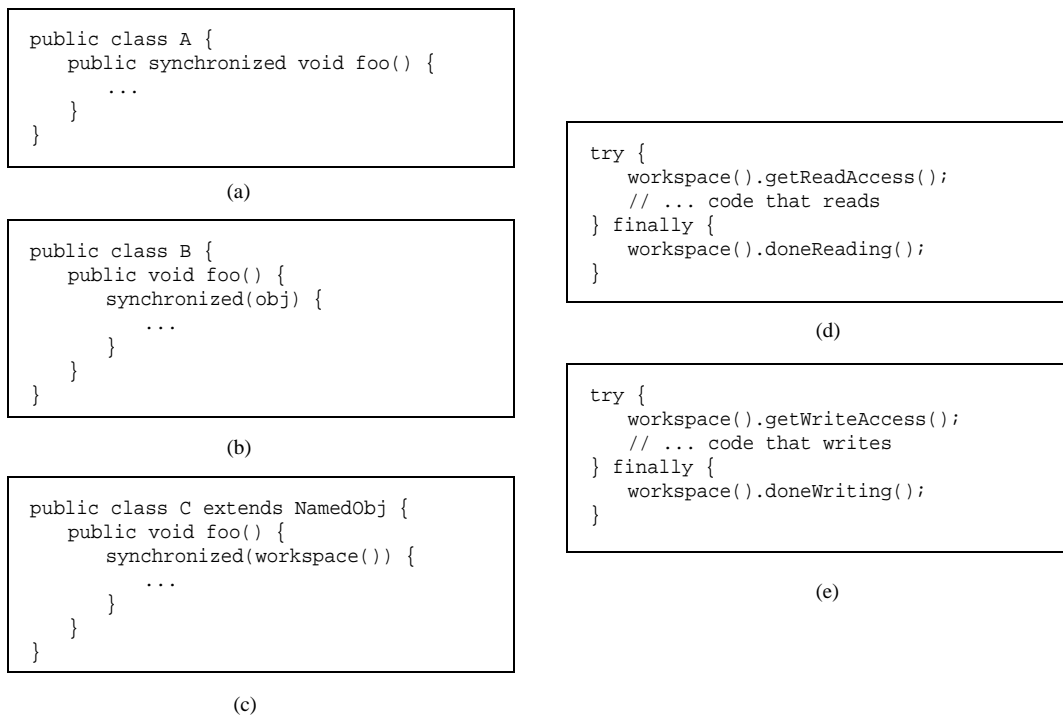 public class A {
public synchronized void foo() {
...
}
}
(a)
public class B {
public void foo() {
synchronized(obj) {
...
}
}
}
(b)
public class C extends NamedObj {
public void foo() {
synchronized(workspace()) {
...
}
}
}
(c)
try {
workspace().getReadAccess();
// ... code that reads
} finally {
workspace().doneReading();
}
(d)
try {
workspace().getWriteAccess();
// ... code that writes
} finally {
workspace().doneWriting();
}
(e)